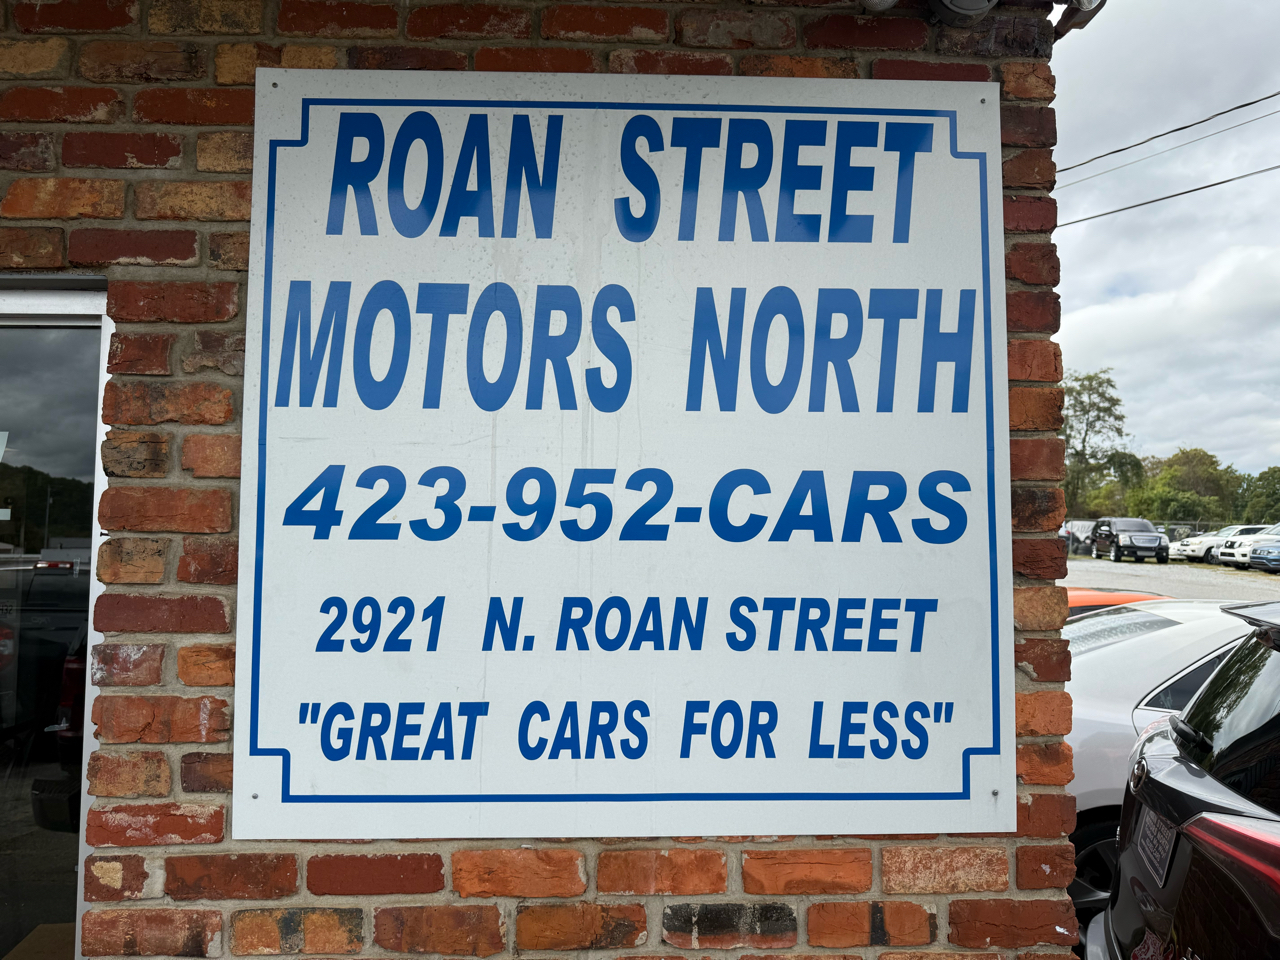 ROAN STREET
MOTORS NORTH
423-952-CARS
2921 N. ROAN STREET
"GREAT CARS FOR LESS"